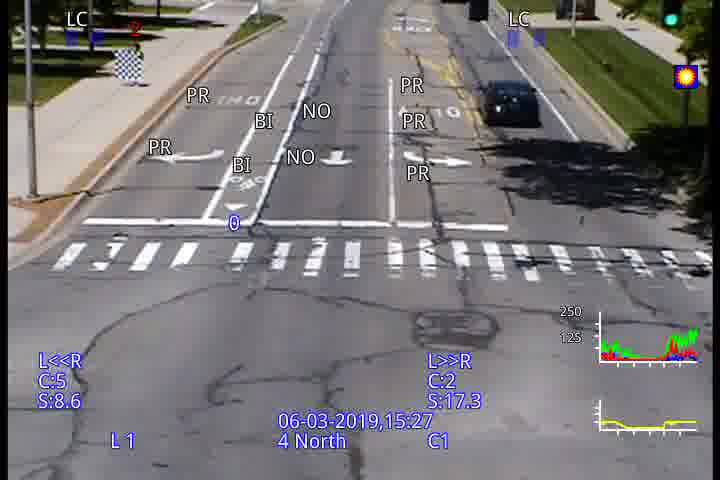 LC
2
LC
PR
PR
NO
BI
PR
PR
NO
BI
PR
0
250
125
L<<R
C:5
S:8.6
L>>R
C:2
S:17.3
06-03-2019,15:27
L 1
4 North
C1
ONLY